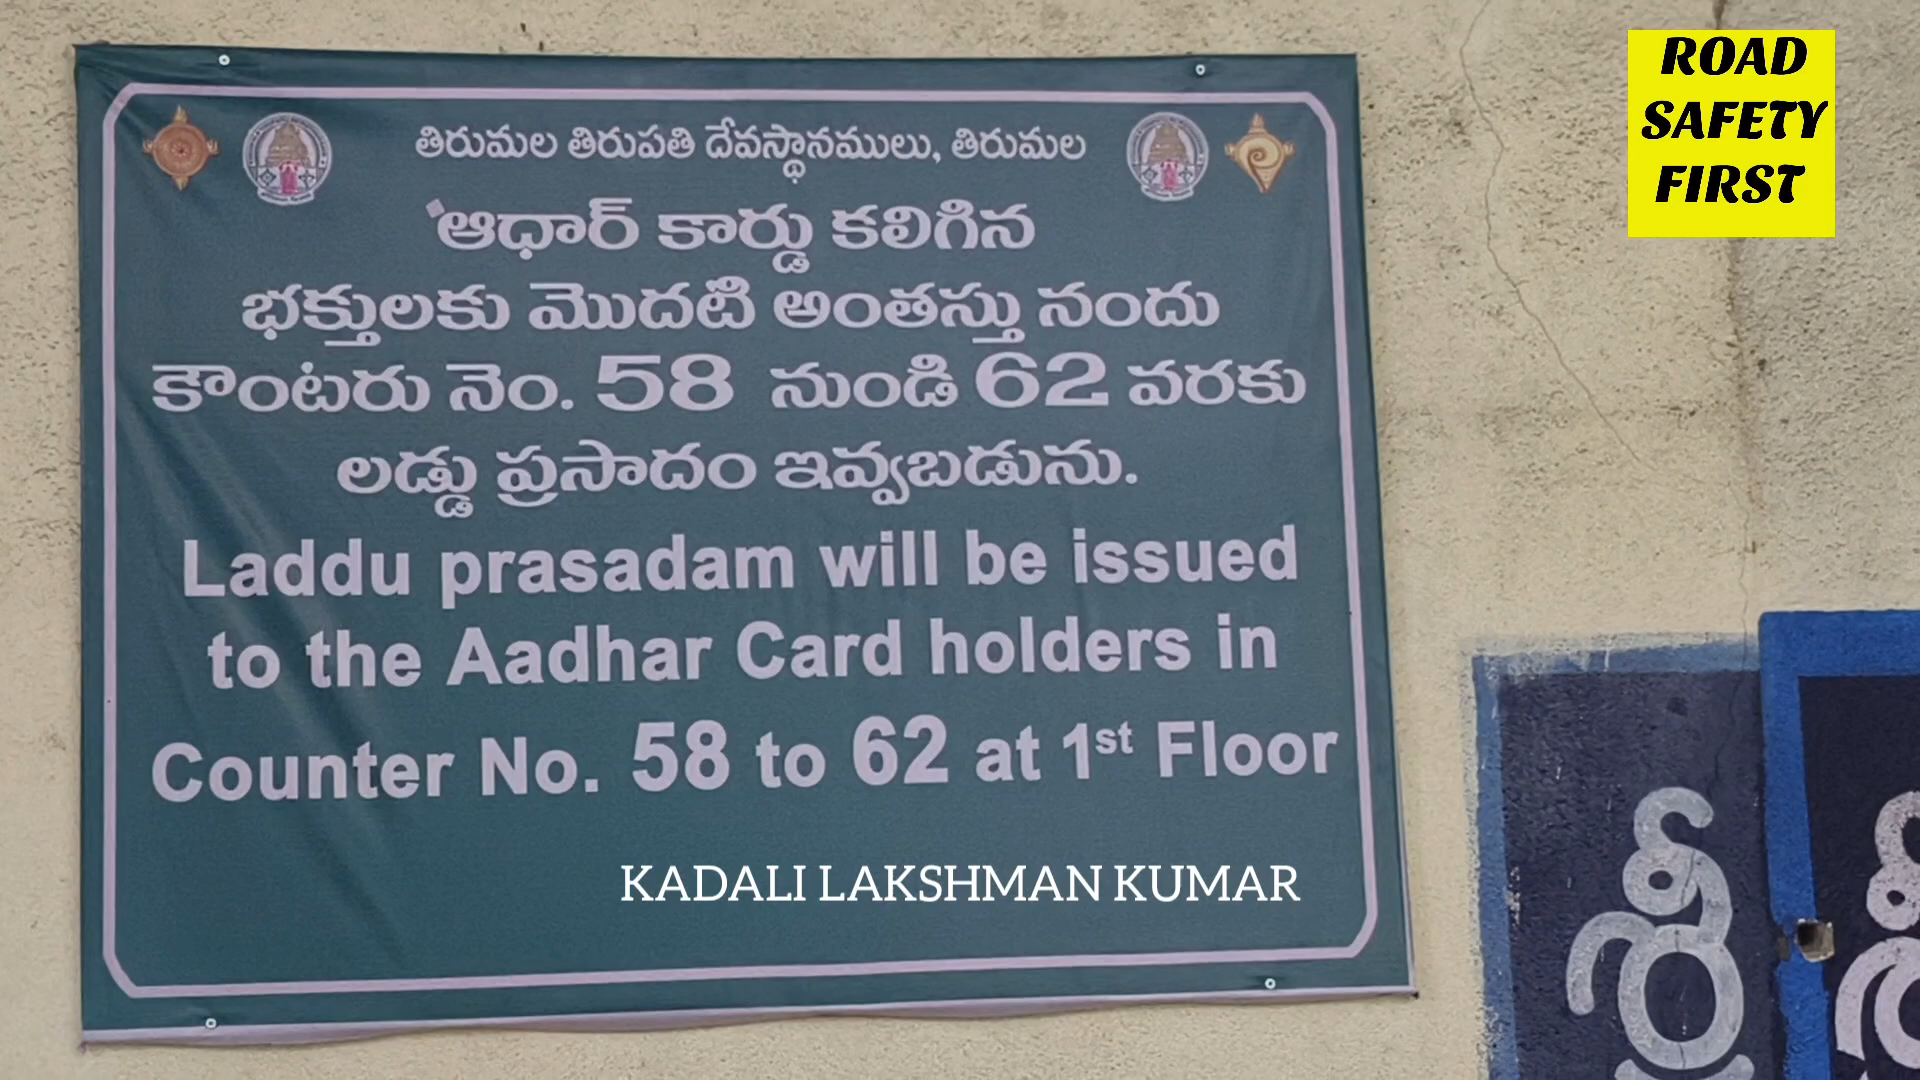 తిరుమల తిరుపతి దేవస్థానములు, తిరుమల
ఆధార్ కార్డు కలిగిన
భక్తులకు మొదటి అంతస్తు నందు
కౌంటరు నెం. 58 నుండి 62 వరకు
లడ్డు ప్రసాదం ఇవ్వబడును.
Laddu prasadam will be issued
to the Aadhar Card holders in
Counter No. 58 to 62 at 1st Floor
KADALI LAKSHMAN KUMAR
ROAD
SAFETY
FIRST
శ్రీ